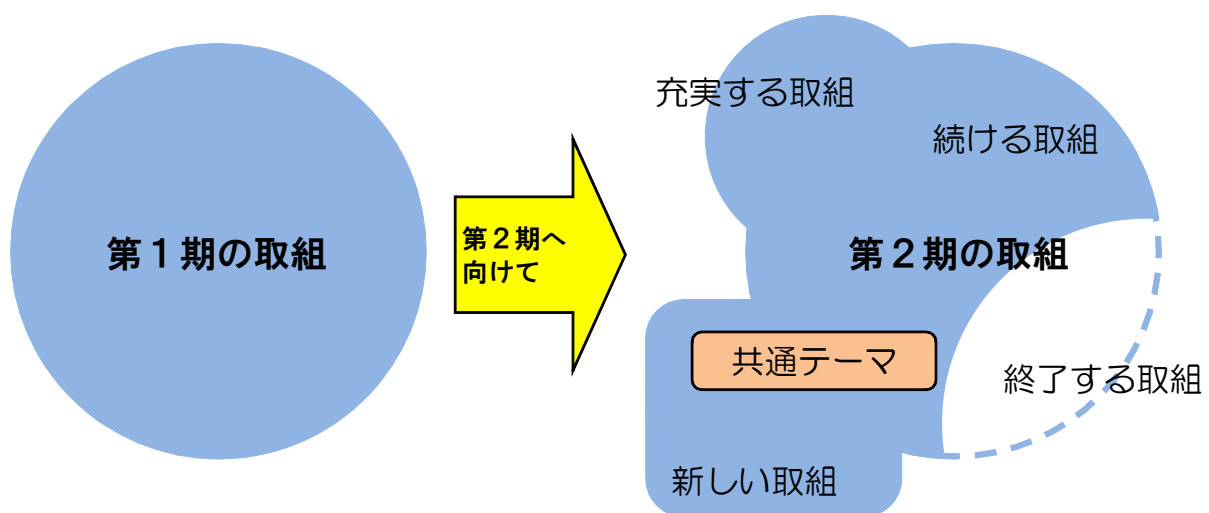 第１期の取組
第２期へ
向けて
充実する取組
続ける取組
第２期の取組
共通テーマ
終了する取組
新しい取組